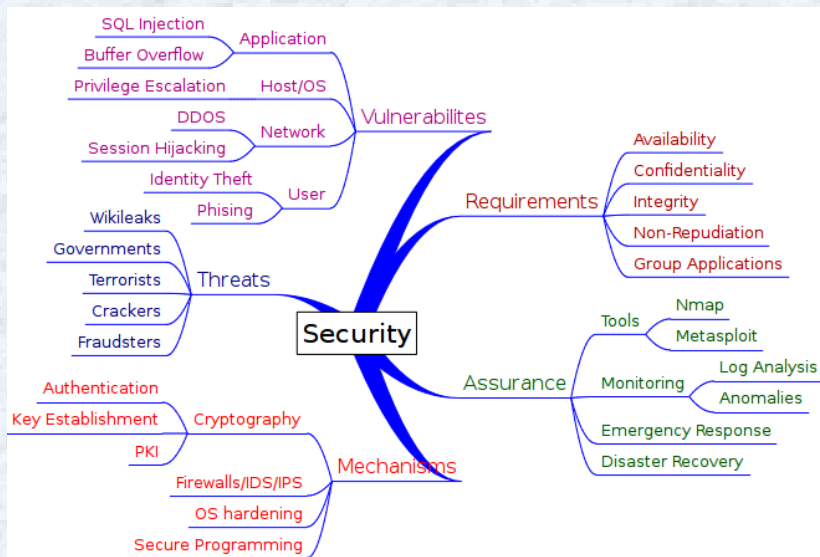 SQL Injection
Application
Buffer Overflow
Privilege Escalation
Host/OS
DDOS
Network
Session Hijacking
Identity Theft
User
Phising
Vulnerabilites
Wikileaks
Governments
Terrorists
Crackers
Fraudsters
Threats
Security
Authentication
Key Establishment
PKI
Cryptography
Firewalls/IDS/IPS
OS hardening
Secure Programming
Mechanisms
Requirements
Availability
Confidentiality
Integrity
Non-Repudiation
Group Applications
Assurance
Tools
Nmap
Metasploit
Monitoring
Log Analysis
Anomalies
Emergency Response
Disaster Recovery